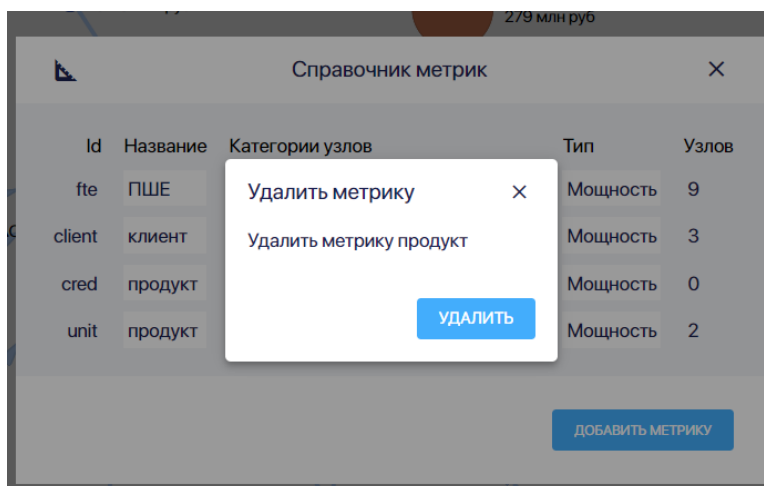 279 млн руб
Справочник метрик
Id Название Категории узлов Тип Узлов
fte ПШЕ Мощность 9
client клиент Мощность 3
cred продукт Мощность 0
unit продукт Мощность 2
Удалить метрику
Удалить метрику продукт
УДАЛИТЬ
ДОБАВИТЬ МЕТРИКУ